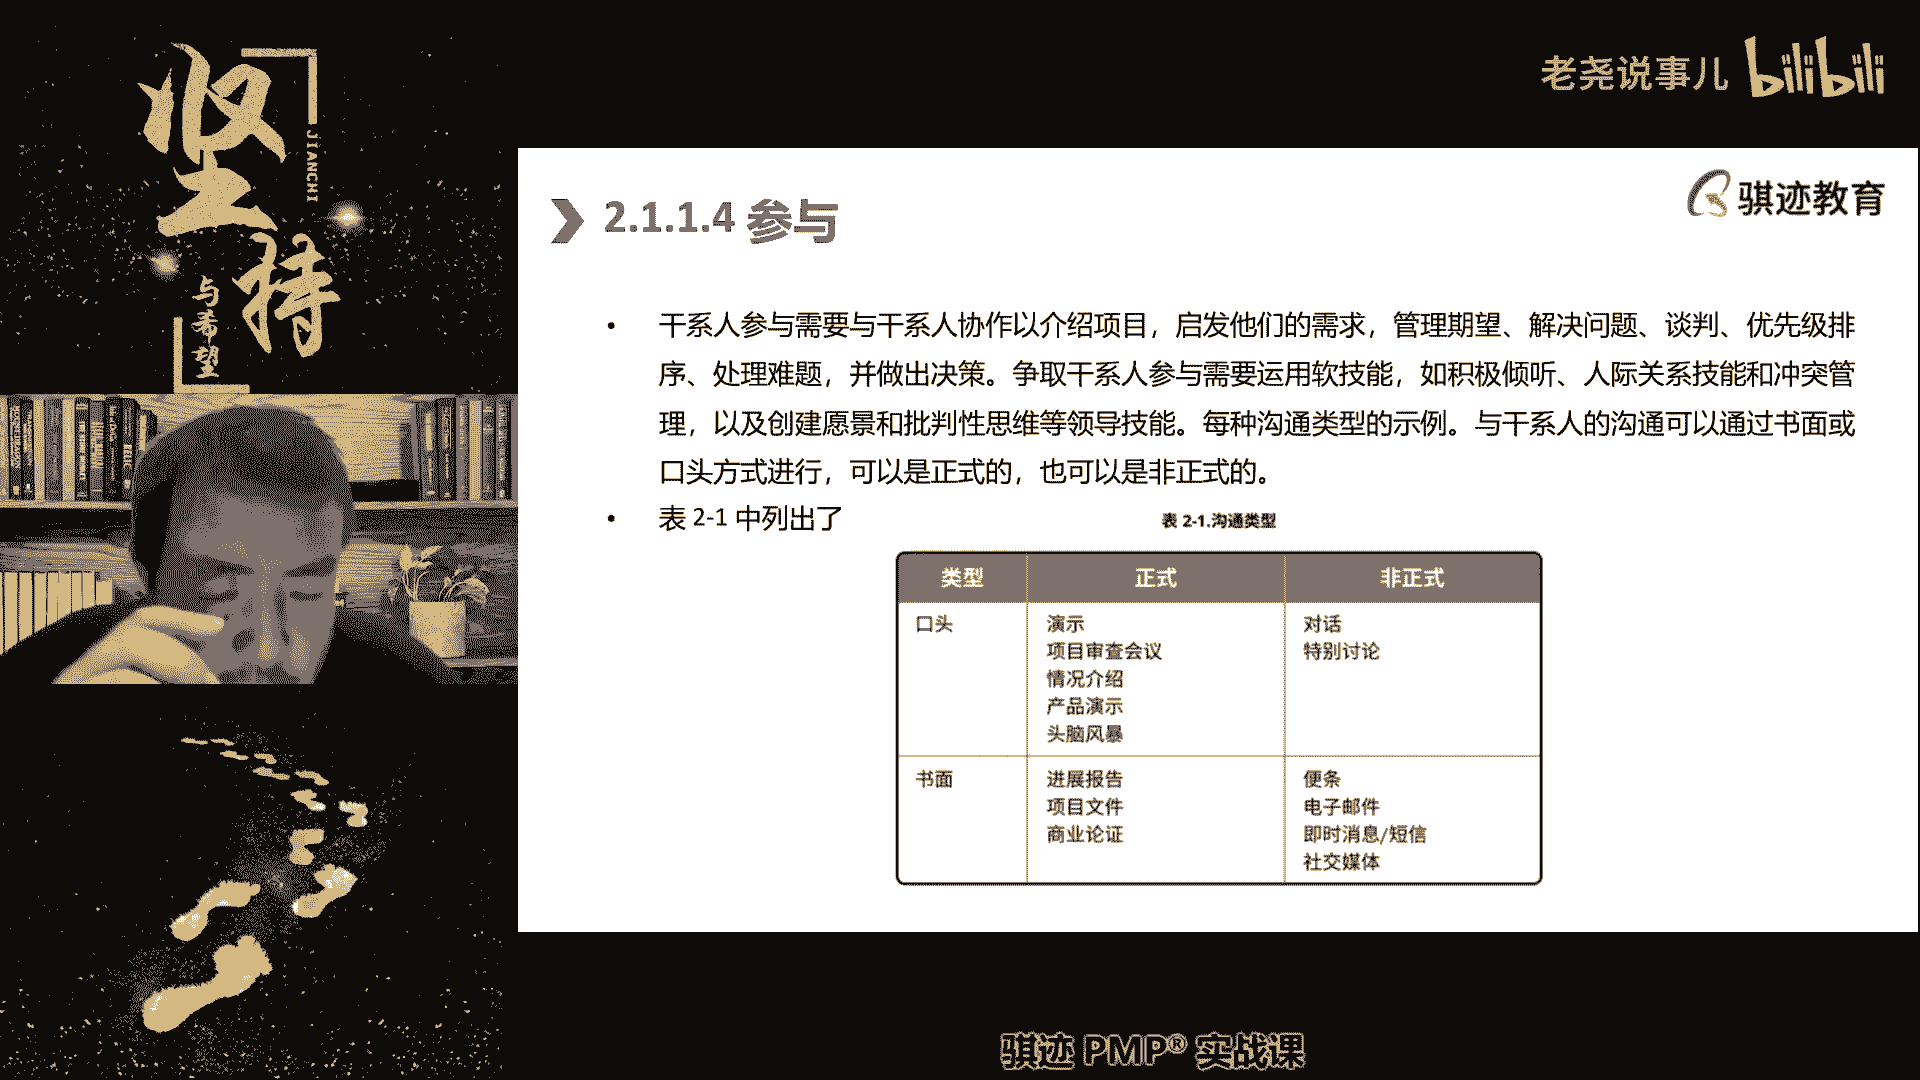 坚持
JIANCHI
与希望
老尧说事儿 bilibili
骐迹教育
2.1.1.4 参与
• 干系人参与需要与干系人协作以介绍项目，启发他们的需求，管理期望、解决问题、谈判、优先级排
序、处理难题，并做出决策。争取干系人参与需要运用软技能，如积极倾听、人际关系技能和冲突管
理，以及创建愿景和批判性思维等领导技能。每种沟通类型的示例。与干系人的沟通可以通过书面或
口头方式进行，可以是正式的，也可以是非正式的。
• 表 2-1 中列出了
表 2-1.沟通类型
类型 正式 非正式
口头 演示 对话
项目审查会议 特别讨论
情况介绍
产品演示
头脑风暴
书面 进展报告 便条
项目文件 电子邮件
商业论证 即时消息/短信
社交媒体
骐迹 PMP® 实战课